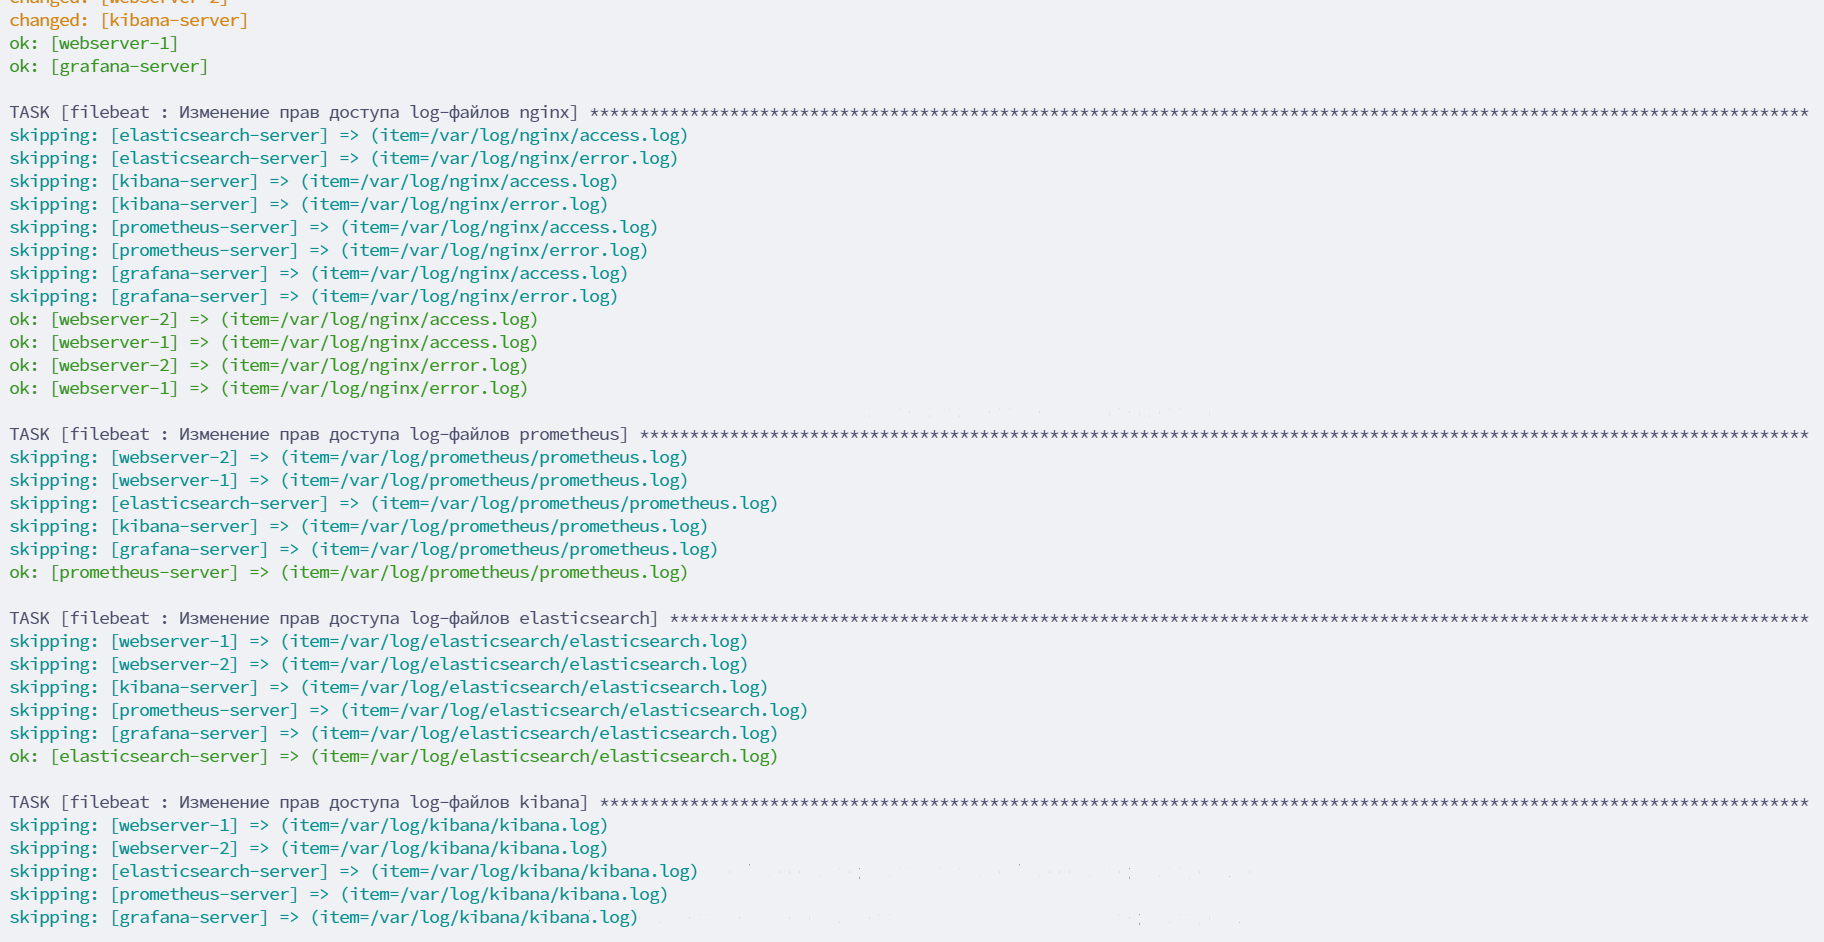 changed: [webserver-2]
changed: [kibana-server]
ok: [webserver-1]
ok: [grafana-server]
TASK [filebeat : Изменение прав доступа log-файлов nginx] **************************************************************************************************************************
skipping: [elasticsearch-server] => (item=/var/log/nginx/access.log)
skipping: [elasticsearch-server] => (item=/var/log/nginx/error.log)
skipping: [kibana-server] => (item=/var/log/nginx/access.log)
skipping: [kibana-server] => (item=/var/log/nginx/error.log)
skipping: [prometheus-server] => (item=/var/log/nginx/access.log)
skipping: [prometheus-server] => (item=/var/log/nginx/error.log)
skipping: [grafana-server] => (item=/var/log/nginx/access.log)
skipping: [grafana-server] => (item=/var/log/nginx/error.log)
ok: [webserver-2] => (item=/var/log/nginx/access.log)
ok: [webserver-1] => (item=/var/log/nginx/access.log)
ok: [webserver-2] => (item=/var/log/nginx/error.log)
ok: [webserver-1] => (item=/var/log/nginx/error.log)
TASK [filebeat : Изменение прав доступа log-файлов prometheus] *********************************************************************************************************************
skipping: [webserver-2] => (item=/var/log/prometheus/prometheus.log)
skipping: [webserver-1] => (item=/var/log/prometheus/prometheus.log)
skipping: [elasticsearch-server] => (item=/var/log/prometheus/prometheus.log)
skipping: [kibana-server] => (item=/var/log/prometheus/prometheus.log)
skipping: [grafana-server] => (item=/var/log/prometheus/prometheus.log)
ok: [prometheus-server] => (item=/var/log/prometheus/prometheus.log)
TASK [filebeat : Изменение прав доступа log-файлов elasticsearch] ******************************************************************************************************************
skipping: [webserver-1] => (item=/var/log/elasticsearch/elasticsearch.log)
skipping: [webserver-2] => (item=/var/log/elasticsearch/elasticsearch.log)
skipping: [kibana-server] => (item=/var/log/elasticsearch/elasticsearch.log)
skipping: [prometheus-server] => (item=/var/log/elasticsearch/elasticsearch.log)
skipping: [grafana-server] => (item=/var/log/elasticsearch/elasticsearch.log)
ok: [elasticsearch-server] => (item=/var/log/elasticsearch/elasticsearch.log)
TASK [filebeat : Изменение прав доступа log-файлов kibana] *************************************************************************************************************************
skipping: [webserver-1] => (item=/var/log/kibana/kibana.log)
skipping: [webserver-2] => (item=/var/log/kibana/kibana.log)
skipping: [elasticsearch-server] => (item=/var/log/kibana/kibana.log)
skipping: [prometheus-server] => (item=/var/log/kibana/kibana.log)
skipping: [grafana-server] => (item=/var/log/kibana/kibana.log)